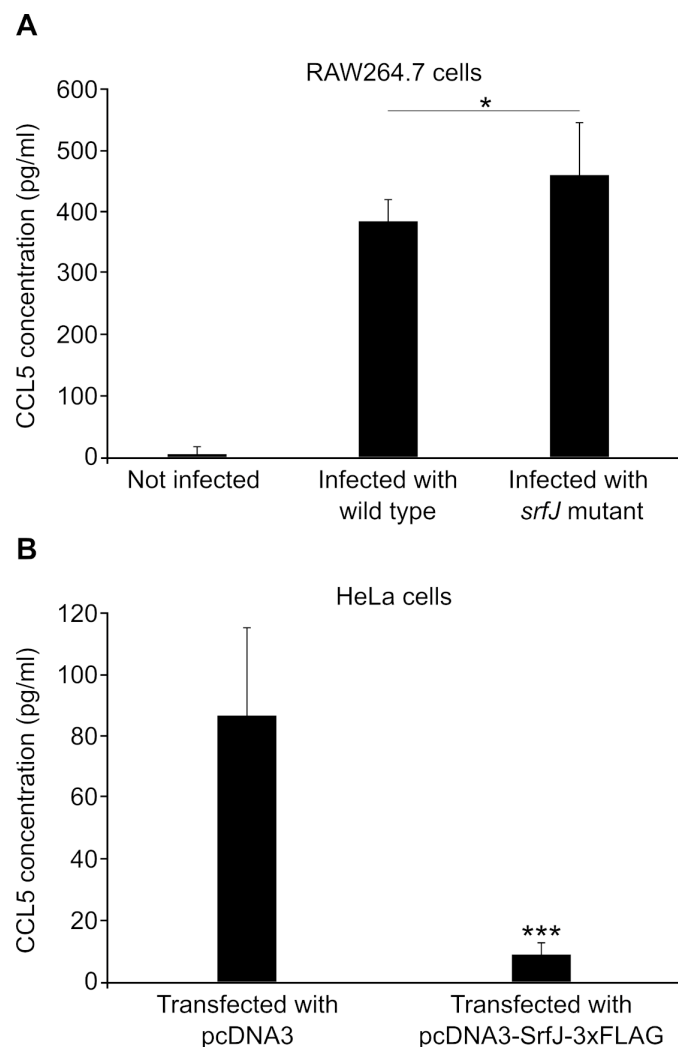 A
RAW264.7 cells
CCL5 concentration (pg/ml)
600
500
400
300
200
100
0
*
Not infected
Infected with
wild type
Infected with
srfJ mutant
B
HeLa cells
CCL5 concentration (pg/ml)
120
100
80
60
40
20
0
***
Transfected with
pcDNA3
Transfected with
pcDNA3-SrfJ-3xFLAG